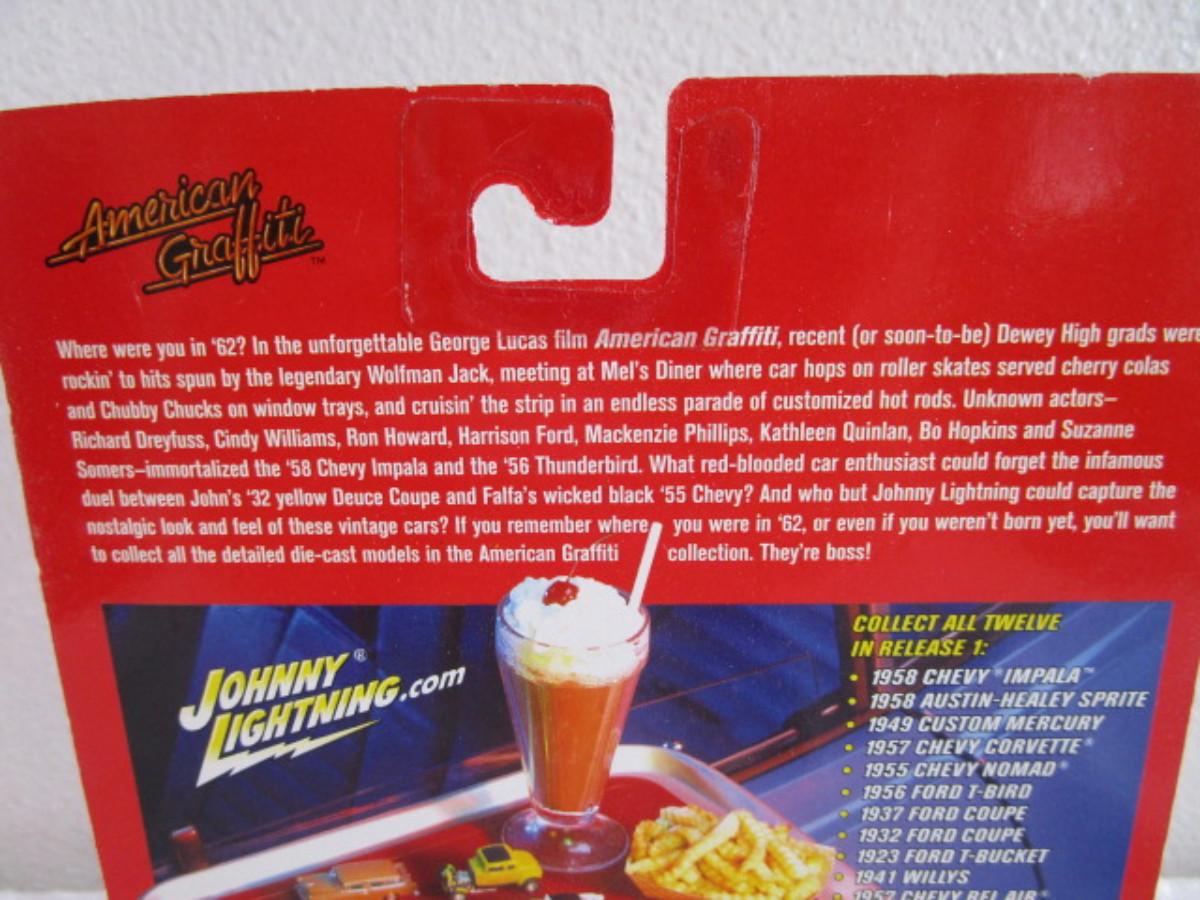 American
Graffiti™
Where were you in ‘62? In the unforgettable George Lucas film American Graffiti, recent (or soon-to-be) Dewey High grads were
rockin’ to hits spun by the legendary Wolfman Jack, meeting at Mel’s Diner where car hops on roller skates served cherry colas
and Chubby Chucks on window trays, and cruisin’ the strip in an endless parade of customized hot rods. Unknown actors–
Richard Dreyfuss, Cindy Williams, Ron Howard, Harrison Ford, Mackenzie Phillips, Kathleen Quinlan, Bo Hopkins and Suzanne
Somers–immortalized the ‘58 Chevy Impala and the ‘56 Thunderbird. What red-blooded car enthusiast could forget the infamous
duel between John’s ‘32 yellow Deuce Coupe and Falfa’s wicked black ‘55 Chevy? And who but Johnny Lightning could capture the
nostalgic look and feel of these vintage cars? If you remember where you were in ‘62, or even if you weren’t born yet, you’ll want
to collect all the detailed die-cast models in the American Graffiti collection. They’re boss!
JOHNNY®
LIGHTNING.com
COLLECT ALL TWELVE
IN RELEASE 1:
• 1958 CHEVY® IMPALA™
• 1958 AUSTIN-HEALEY SPRITE
• 1949 CUSTOM MERCURY
• 1957 CHEVY CORVETTE®
• 1955 CHEVY NOMAD®
• 1956 FORD T-BIRD
• 1937 FORD COUPE
• 1932 FORD COUPE
• 1923 FORD T-BUCKET
• 1941 WILLYS
• 1957 CHEVY BEL AIR®